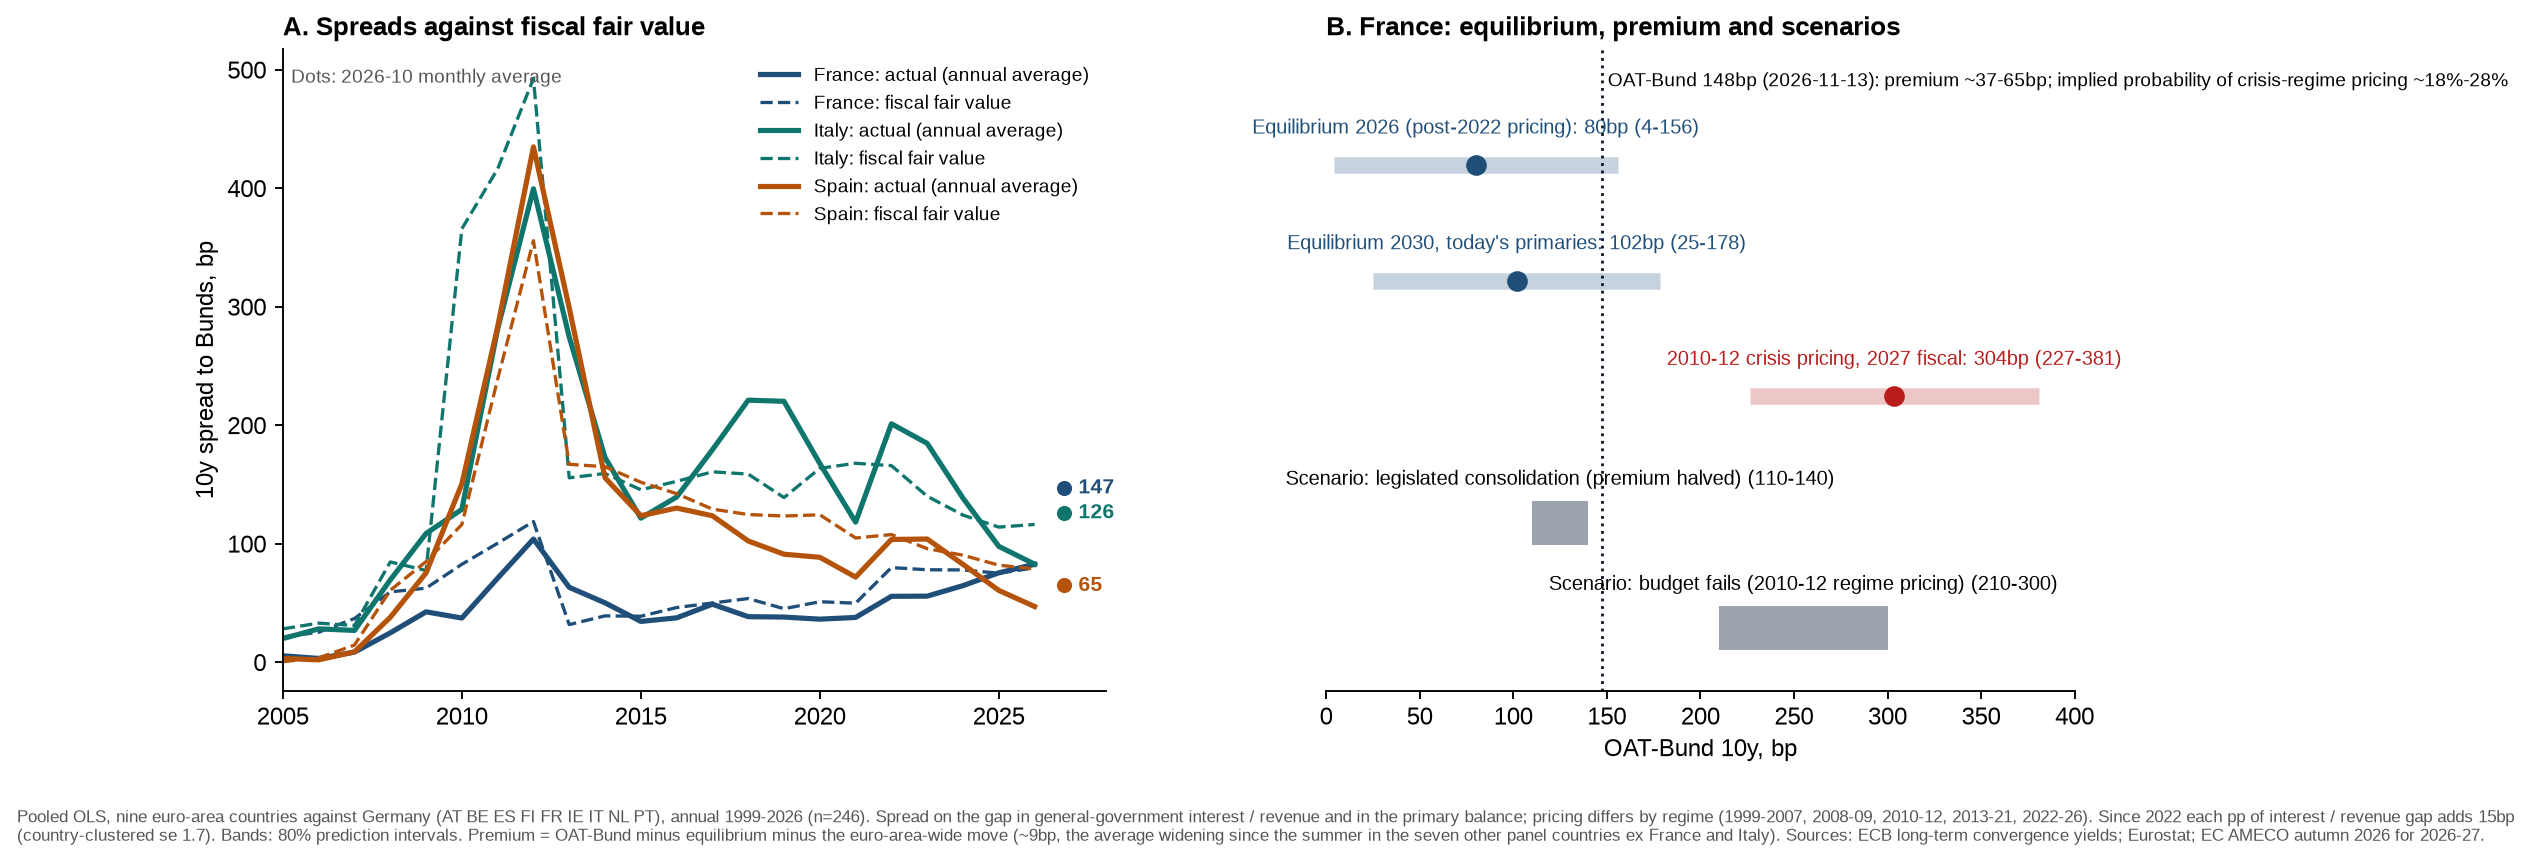 A. Spreads against fiscal fair value
Dots: 2026-10 monthly average
France: actual (annual average)
France: fiscal fair value
Italy: actual (annual average)
Italy: fiscal fair value
Spain: actual (annual average)
Spain: fiscal fair value
10y spread to Bunds, bp
500
400
300
200
100
0
147
126
65
2005
2010
2015
2020
2025
B. France: equilibrium, premium and scenarios
OAT-Bund 148bp (2026-11-13): premium ~37-65bp; implied probability of crisis-regime pricing ~18%-28%
Equilibrium 2026 (post-2022 pricing): 80bp (4-156)
Equilibrium 2030, today's primaries: 102bp (25-178)
2010-12 crisis pricing, 2027 fiscal: 304bp (227-381)
Scenario: legislated consolidation (premium halved) (110-140)
Scenario: budget fails (2010-12 regime pricing) (210-300)
0
50
100
150
200
250
300
350
400
OAT-Bund 10y, bp
Pooled OLS, nine euro-area countries against Germany (AT BE ES FI FR IE IT NL PT), annual 1999-2026 (n=246). Spread on the gap in general-government interest / revenue and in the primary balance; pricing differs by regime (1999-2007, 2008-09, 2010-12, 2013-21, 2022-26). Since 2022 each pp of interest / revenue gap adds 15bp
(country-clustered se 1.7). Bands: 80% prediction intervals. Premium = OAT-Bund minus equilibrium minus the euro-area-wide move (~9bp, the average widening since the summer in the seven other panel countries ex France and Italy). Sources: ECB long-term convergence yields; Eurostat; EC AMECO autumn 2026 for 2026-27.